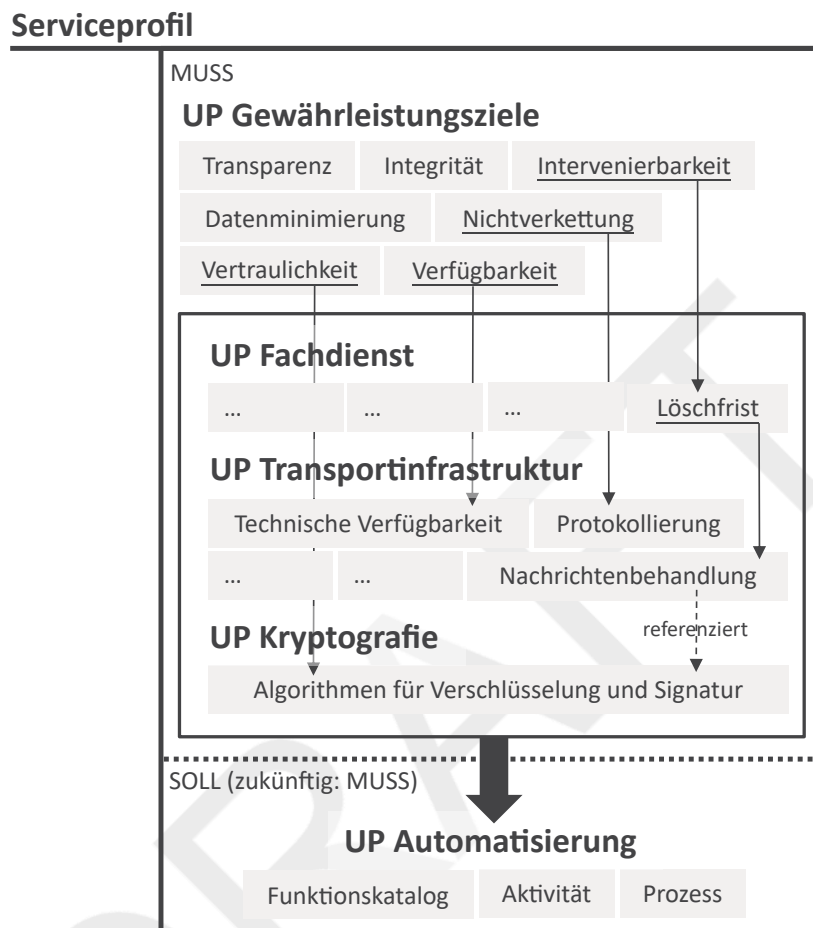 Serviceprofil
MUSS
UP Gewährleistungsziele
Transparenz Integrität Intervenierbarkeit
Datenminimierung Nichtverkettung
Vertraulichkeit Verfügbarkeit
UP Fachdienst
... ... ... Löschfrist
UP Transportinfrastruktur
Technische Verfügbarkeit Protokollierung
... ... Nachrichtenbehandlung
referenziert
UP Kryptografie
Algorithmen für Verschlüsselung und Signatur
SOLL (zukünftig: MUSS)
UP Automatisierung
Funktionskatalog Aktivität Prozess
DRAFT